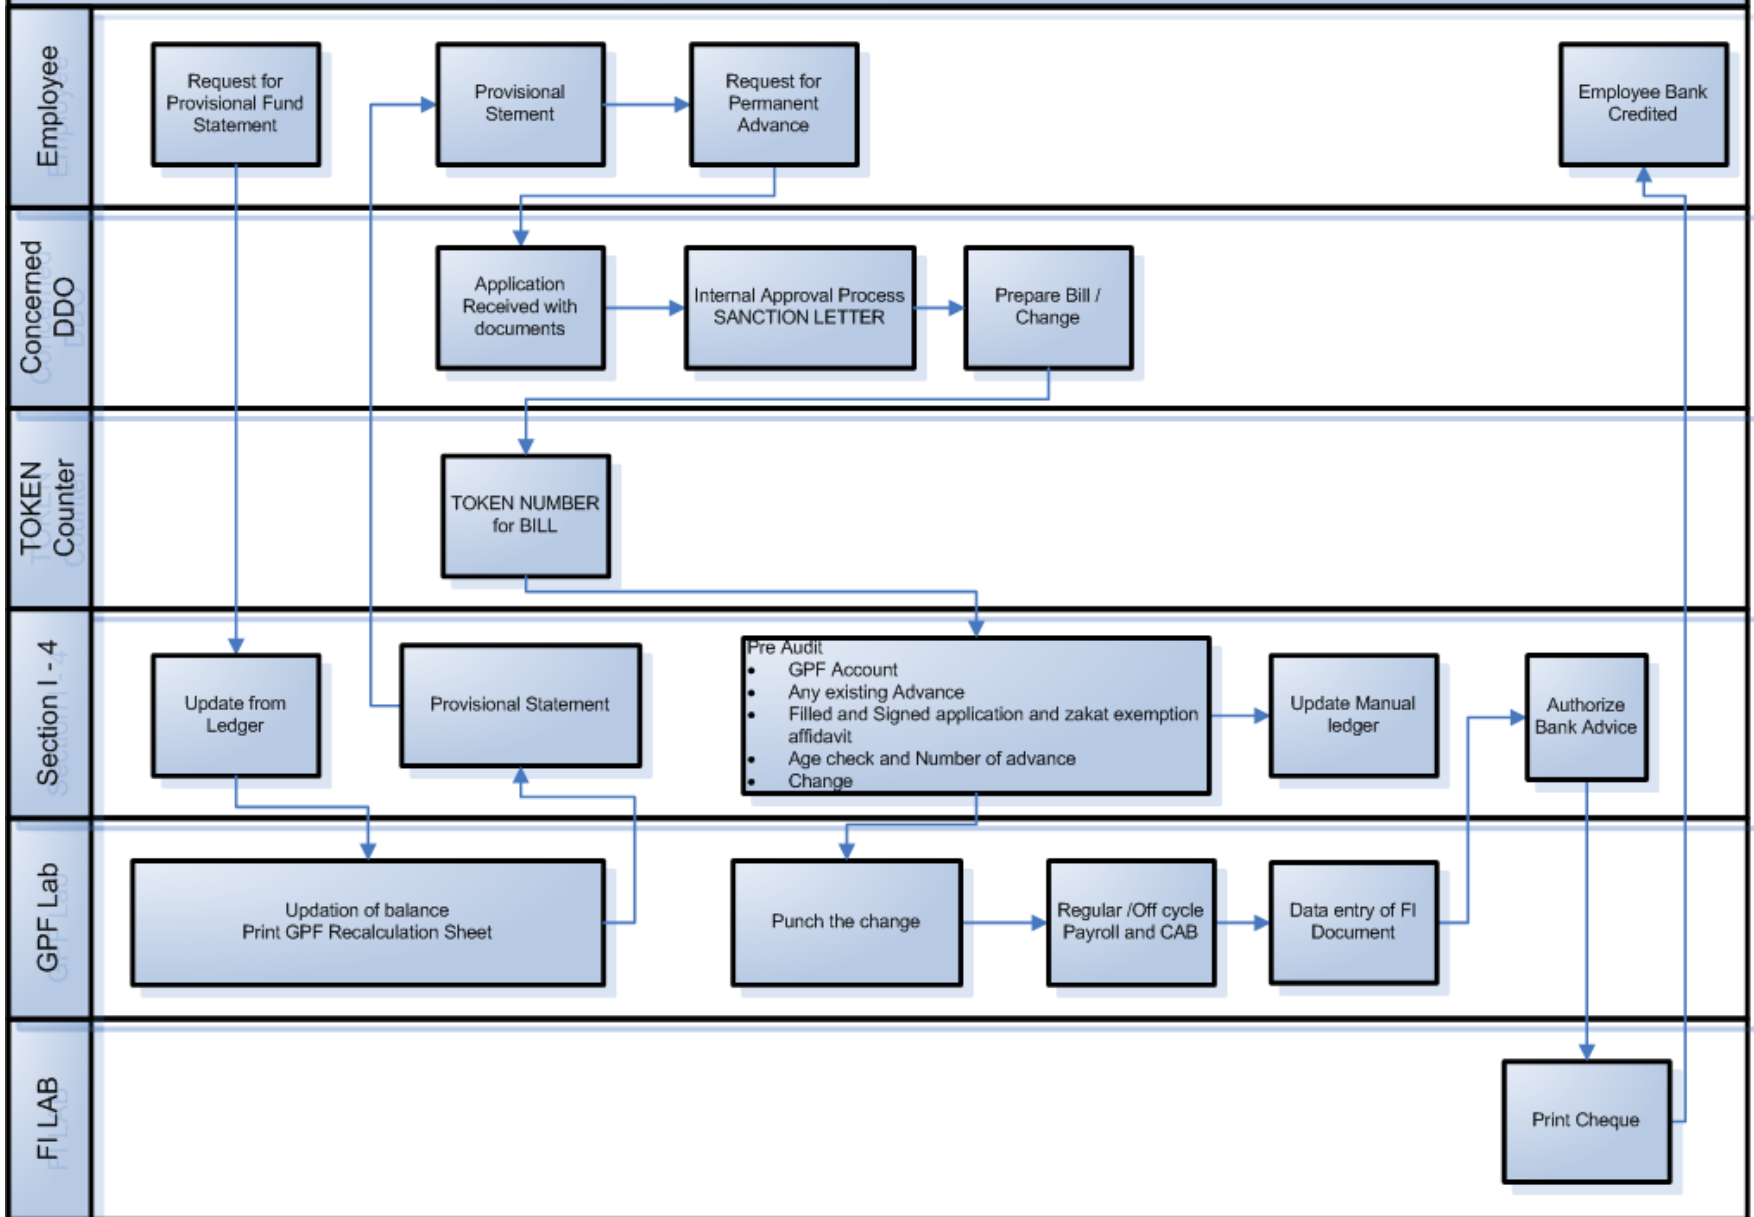 Employee
Request for
Provisional Fund
Statement
Provisional
Stement
Request for
Permanent
Advance
Employee Bank
Credited
Concerned
DDO
Application
Received with
documents
Internal Approval Process
SANCTION LETTER
Prepare Bill /
Change
TOKEN
Counter
TOKEN NUMBER
for BILL
Section I - 4
Update from
Ledger
Provisional Statement
Pre Audit
• GPF Account
• Any existing Advance
• Filled and Signed application and zakat exemption
affidavit
• Age check and Number of advance
• Change
Update Manual
ledger
Authorize
Bank Advice
GPF Lab
Updation of balance
Print GPF Recalculation Sheet
Punch the change
Regular /Off cycle
Payroll and CAB
Data entry of FI
Document
FI LAB
Print Cheque